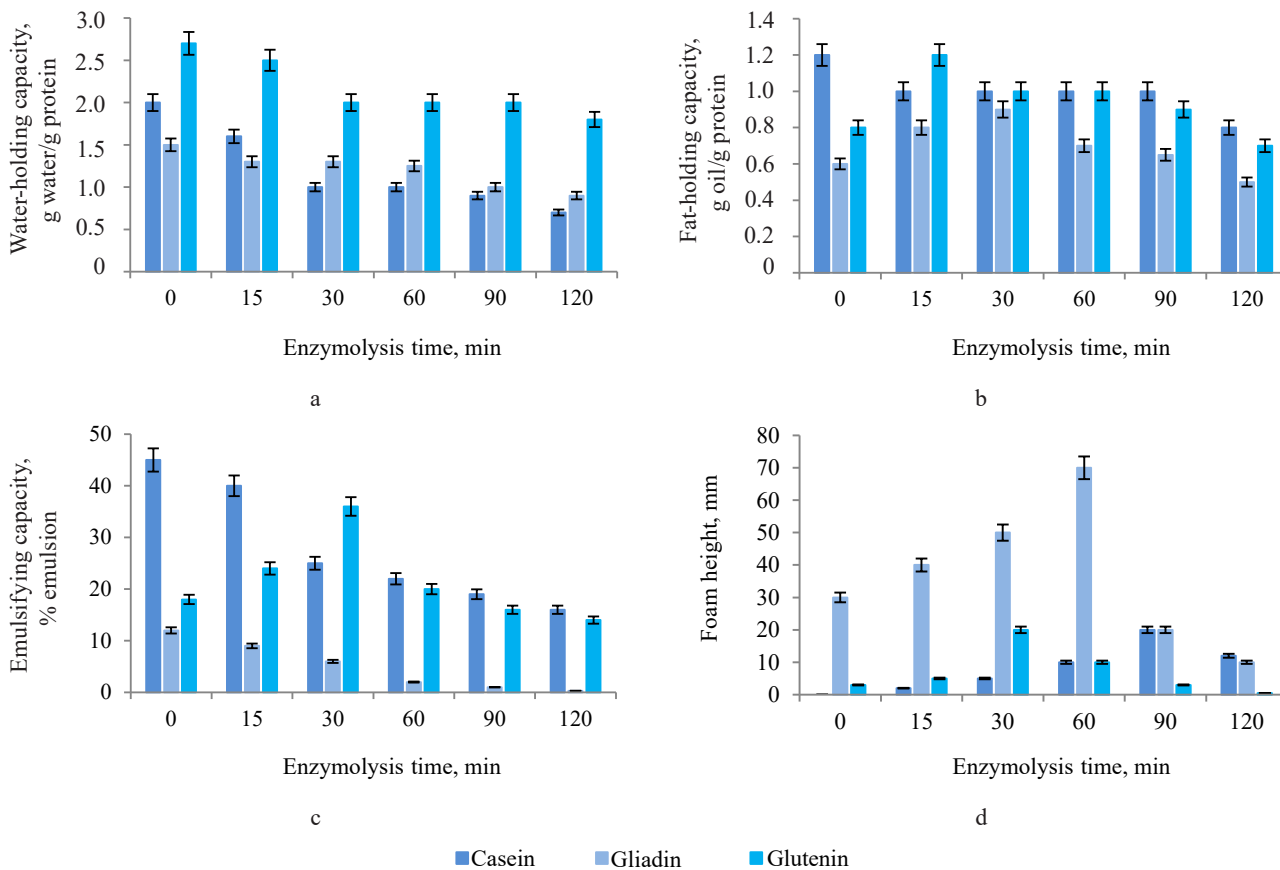 Water-holding capacity,
g water/g protein
3.0
2.5
2.0
1.5
1.0
0.5
0
0 15 30 60 90 120
Enzymolysis time, min
a
Fat-holding capacity,
g oil/g protein
1.4
1.2
1.0
0.8
0.6
0.4
0.2
0
0 15 30 60 90 120
Enzymolysis time, min
b
Emulsifying capacity,
% emulsion
50
40
30
20
10
0
0 15 30 60 90 120
Enzymolysis time, min
c
Foam height, mm
80
70
60
50
40
30
20
10
0
0 15 30 60 90 120
Enzymolysis time, min
d
Casein Gliadin Glutenin